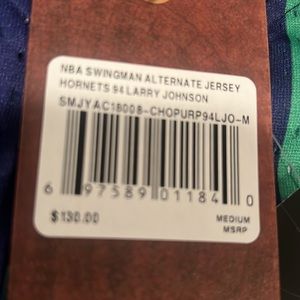 NBA SWINGMAN ALTERNATE JERSEY
HORNETS 94 LARRY JOHNSON
SMJYAC18008-CHOPURP94LJO-M
6 97589 01184 0
$130.00 MEDIUM
MSRP